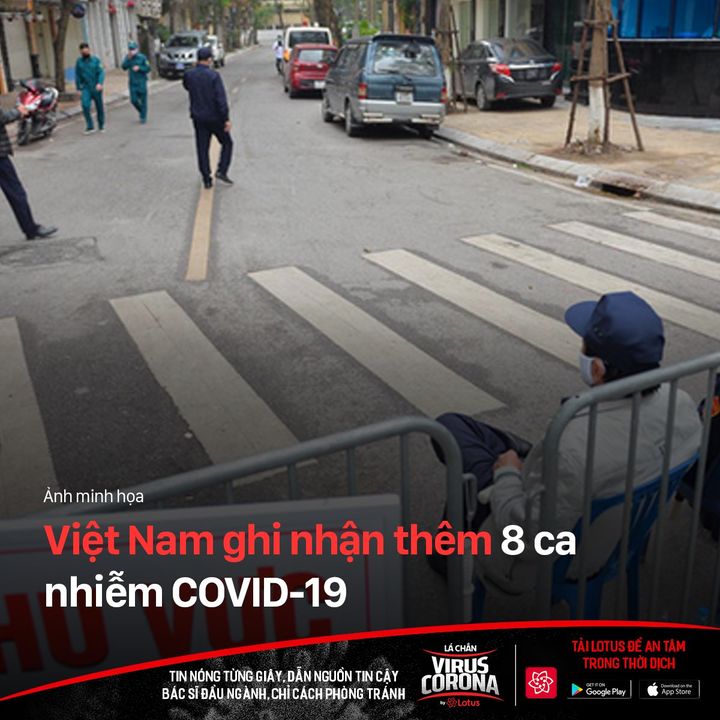 Ảnh minh họa
Việt Nam ghi nhận thêm 8 ca
nhiễm COVID-19
HU VỰC
TIN NÓNG TỪNG GIÂY, DẪN NGUỒN TIN CẬY
BÁC SĨ ĐẦU NGÀNH, CHỈ CÁCH PHÒNG TRÁNH
LÁ CHẮN
VIRUS
CORONA
by Lotus
TẢI LOTUS ĐỂ AN TÂM
TRONG THỜI DỊCH
GET IT ON
Google Play
Download on the
App Store